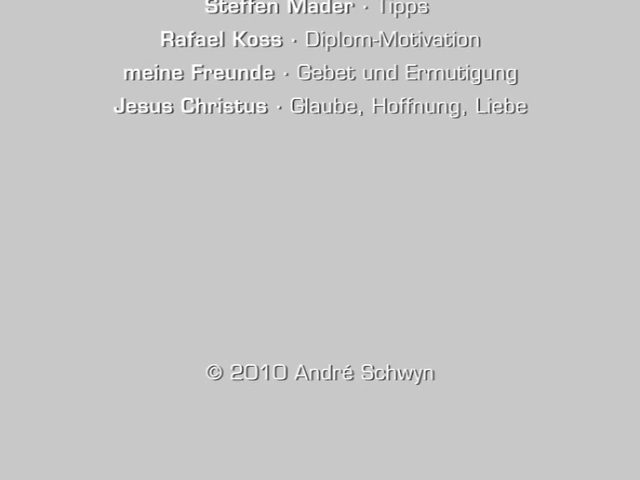 Steffen Mader · Tipps
Rafael Koss · Diplom-Motivation
meine Freunde · Gebet und Ermutigung
Jesus Christus · Glaube, Hoffnung, Liebe
© 2010 André Schwyn